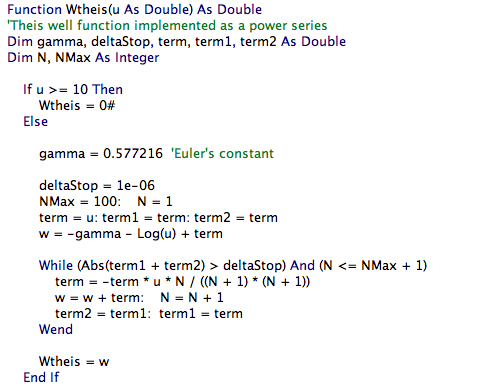 Function Wtheis(u As Double) As Double
'Theis well function implemented as a power series
Dim gamma, deltaStop, term, term1, term2 As Double
Dim N, NMax As Integer
If u >= 10 Then
Wtheis = 0#
Else
gamma = 0.577216 'Euler's constant
deltaStop = 1e-06
NMax = 100: N = 1
term = u: term1 = term: term2 = term
w = -gamma - Log(u) + term
While (Abs(term1 + term2) > deltaStop) And (N <= NMax + 1)
term = -term * u * N / ((N + 1) * (N + 1))
w = w + term: N = N + 1
term2 = term1: term1 = term
Wend
Wtheis = w
End If